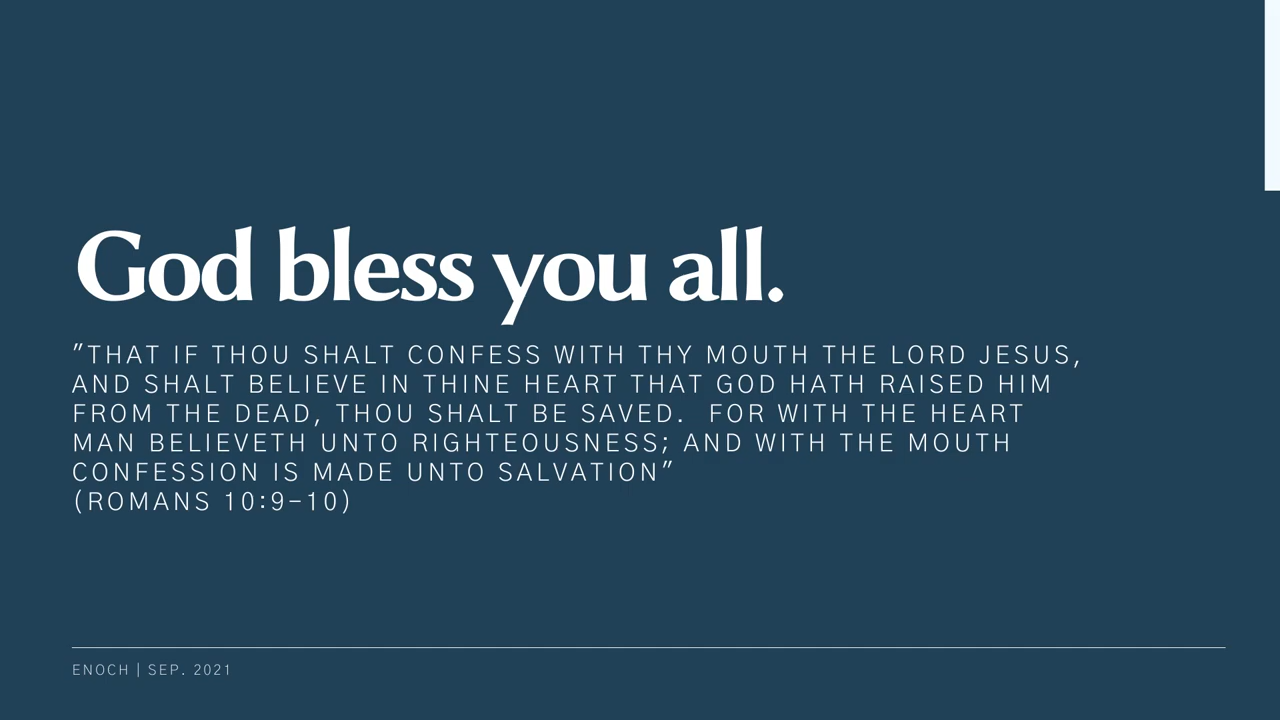 God bless you all.
"THAT IF THOU SHALT CONFESS WITH THY MOUTH THE LORD JESUS,
AND SHALT BELIEVE IN THINE HEART THAT GOD HATH RAISED HIM
FROM THE DEAD, THOU SHALT BE SAVED.  FOR WITH THE HEART
MAN BELIEVETH UNTO RIGHTEOUSNESS; AND WITH THE MOUTH
CONFESSION IS MADE UNTO SALVATION"
(ROMANS 10:9-10)
ENOCH | SEP. 2021